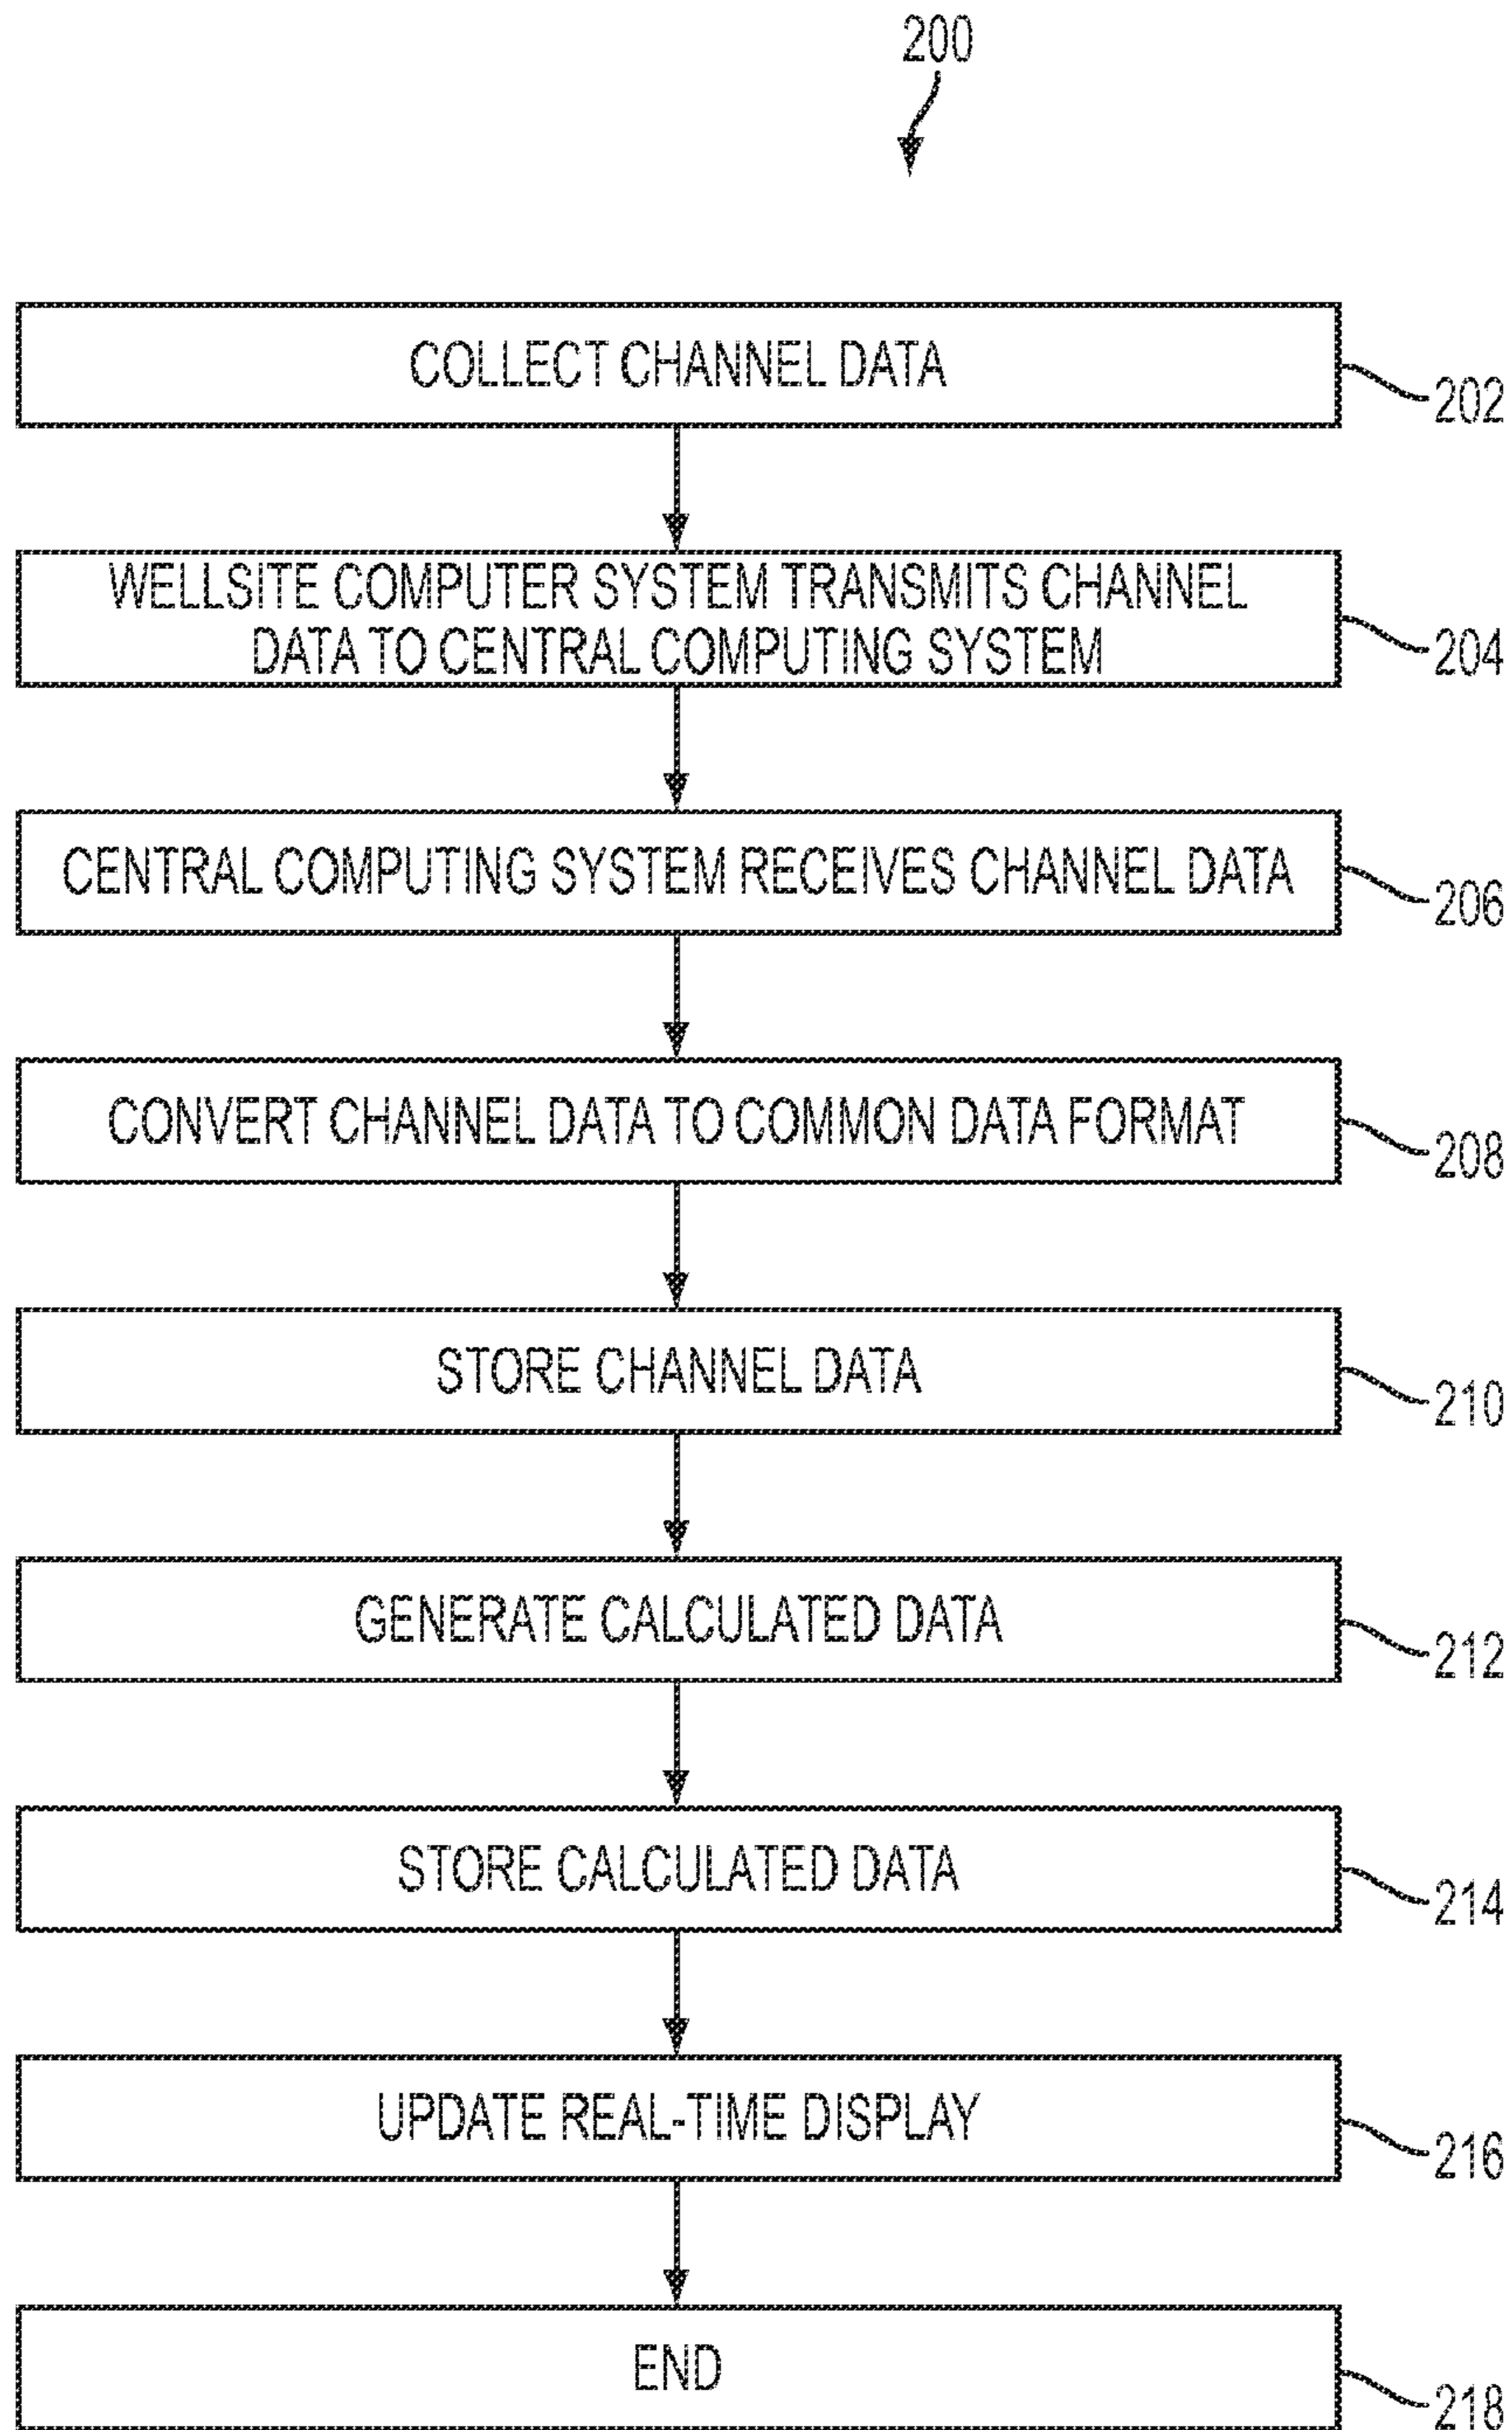 200
COLLECT CHANNEL DATA
202
WELLSITE COMPUTER SYSTEM TRANSMITS CHANNEL
DATA TO CENTRAL COMPUTING SYSTEM
204
CENTRAL COMPUTING SYSTEM RECEIVES CHANNEL DATA
206
CONVERT CHANNEL DATA TO COMMON DATA FORMAT
208
STORE CHANNEL DATA
210
GENERATE CALCULATED DATA
212
STORE CALCULATED DATA
214
UPDATE REAL-TIME DISPLAY
216
END
218